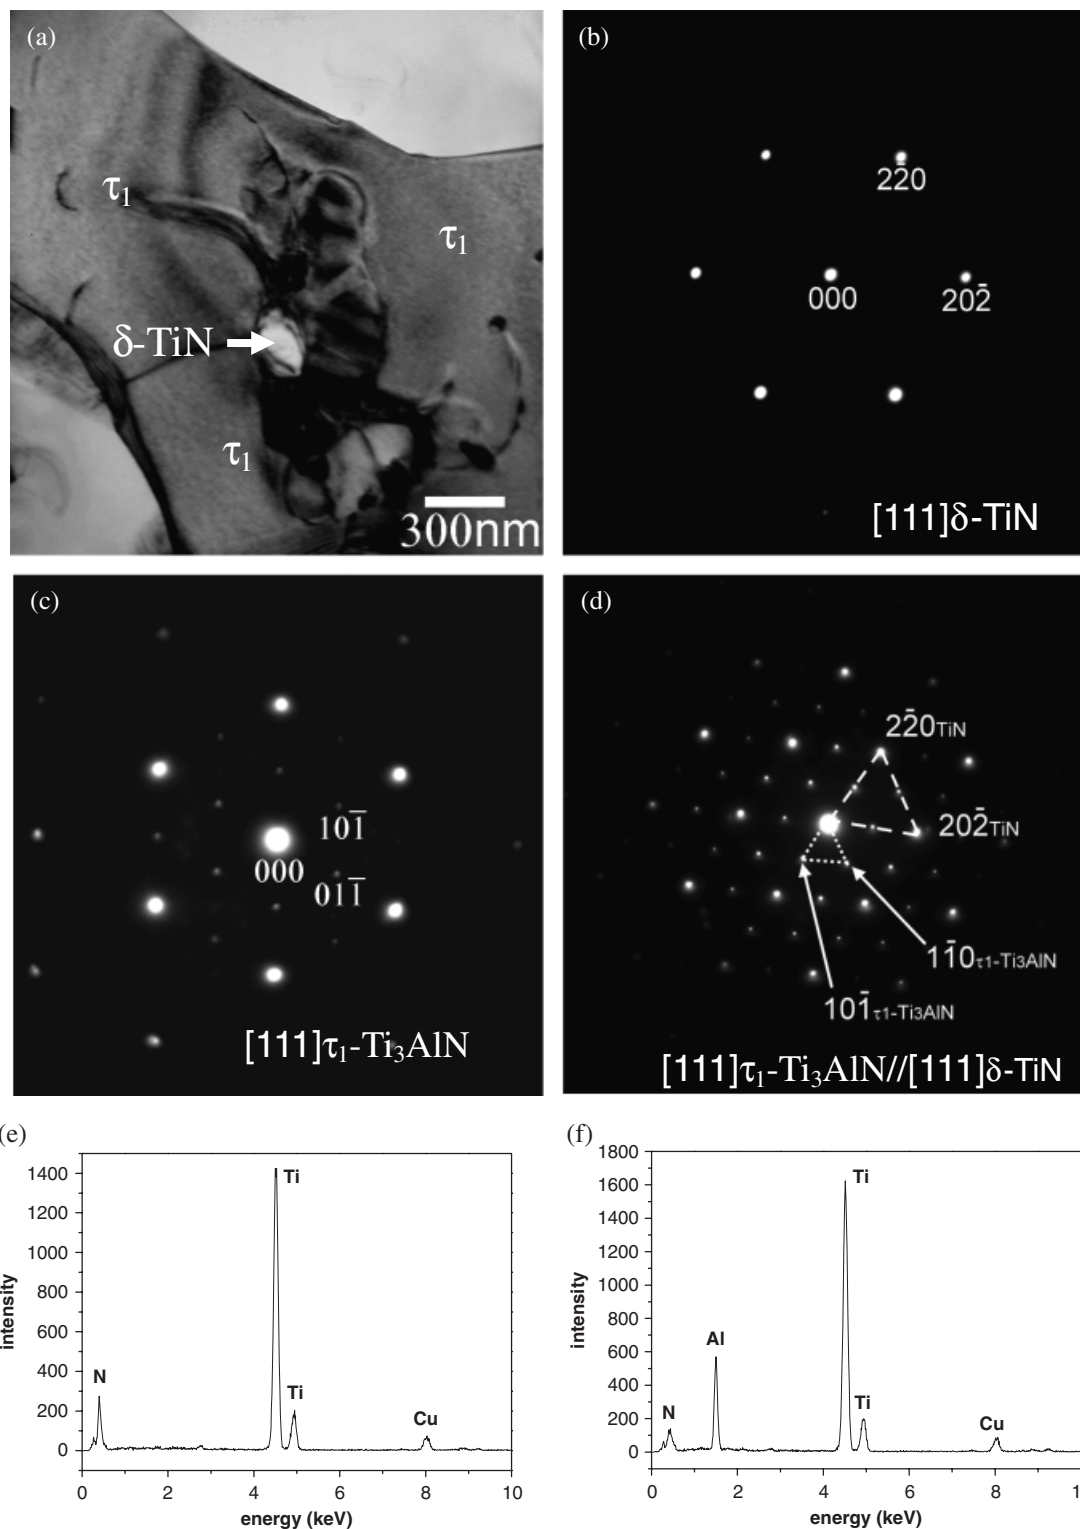 (a)
τ₁
τ₁
δ-TiN
τ₁
300nm
(b)
22̄0
000
202̄
[111]δ-TiN
(c)
101̄
000
011̄
[111]τ₁-Ti₃AlN
(d)
22̄0TiN
202̄TiN
11̄0τ1-Ti3AlN
101̄τ1-Ti3AlN
[111]τ₁-Ti₃AlN//[111]δ-TiN
(e)
1400
1200
1000
800
600
400
200
0
intensity
Ti
N
Ti
Cu
0 2 4 6 8 10
energy (keV)
(f)
1800
1600
1400
1200
1000
800
600
400
200
0
intensity
Ti
Al
N
Ti
Cu
0 2 4 6 8
energy (keV)